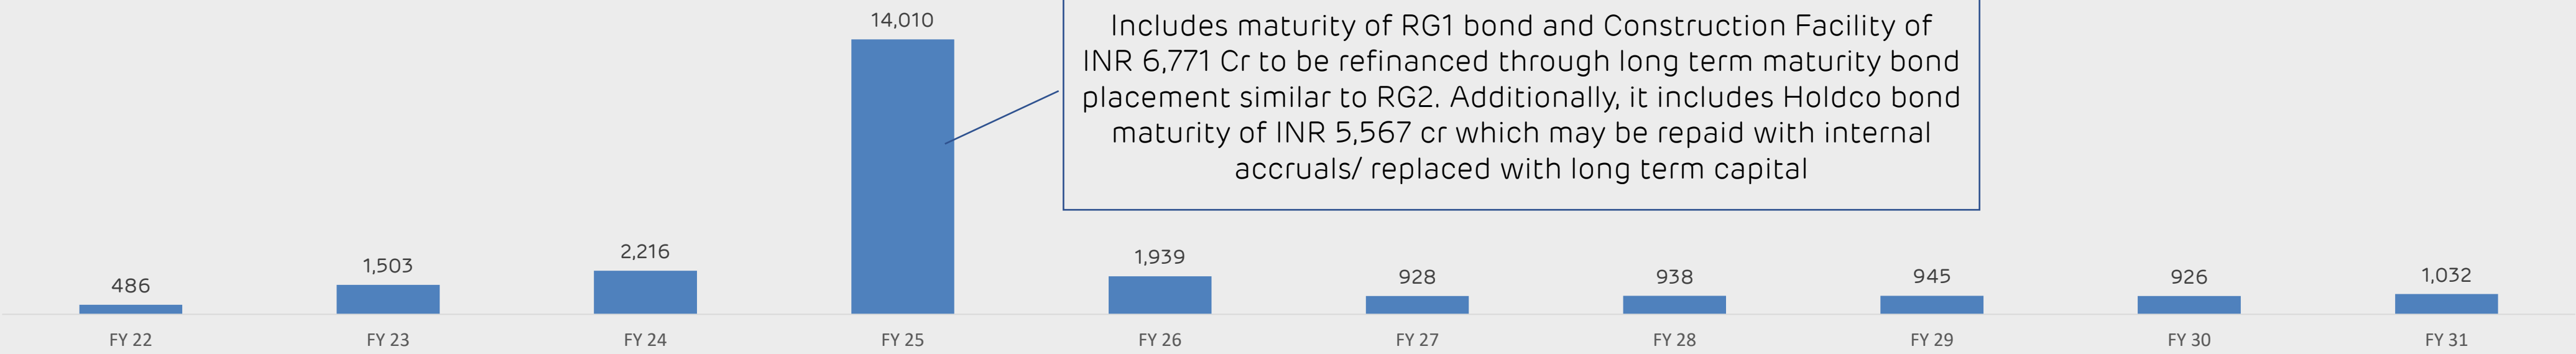 14,010
Includes maturity of RG1 bond and Construction Facility of
INR 6,771 Cr to be refinanced through long term maturity bond
placement similar to RG2. Additionally, it includes Holdco bond
maturity of INR 5,567 cr which may be repaid with internal
accruals/ replaced with long term capital
486
1,503
2,216
1,939
928
938
945
926
1,032
FY 22
FY 23
FY 24
FY 25
FY 26
FY 27
FY 28
FY 29
FY 30
FY 31